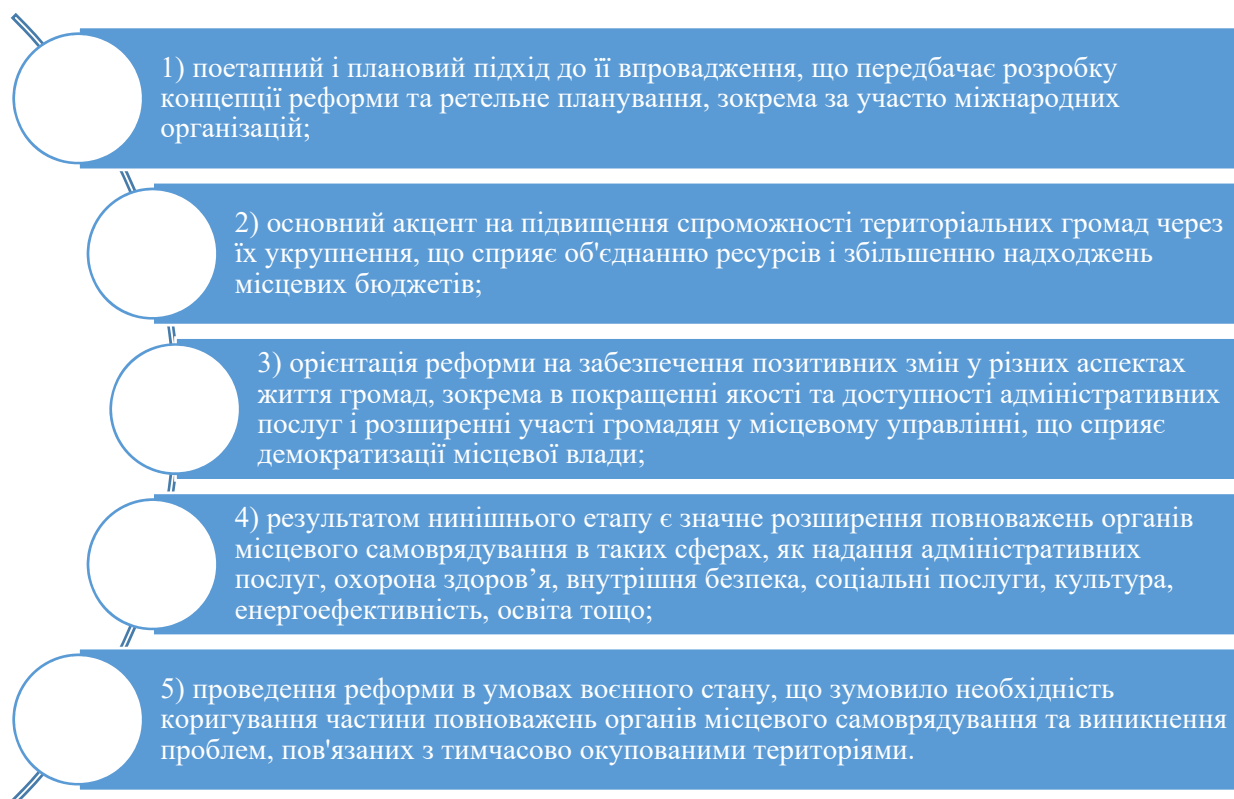 1) поетапний і плановий підхід до її впровадження, що передбачає розробку
концепції реформи та ретельне планування, зокрема за участю міжнародних
організацій;
2) основний акцент на підвищення спроможності територіальних громад через
їх укрупнення, що сприяє об'єднанню ресурсів і збільшенню надходжень
місцевих бюджетів;
3) орієнтація реформи на забезпечення позитивних змін у різних аспектах
життя громад, зокрема в покращенні якості та доступності адміністративних
послуг і розширенні участі громадян у місцевому управлінні, що сприяє
демократизації місцевої влади;
4) результатом нинішнього етапу є значне розширення повноважень органів
місцевого самоврядування в таких сферах, як надання адміністративних
послуг, охорона здоров’я, внутрішня безпека, соціальні послуги, культура,
енергоефективність, освіта тощо;
5) проведення реформи в умовах воєнного стану, що зумовило необхідність
коригування частини повноважень органів місцевого самоврядування та виникнення
проблем, пов'язаних з тимчасово окупованими територіями.